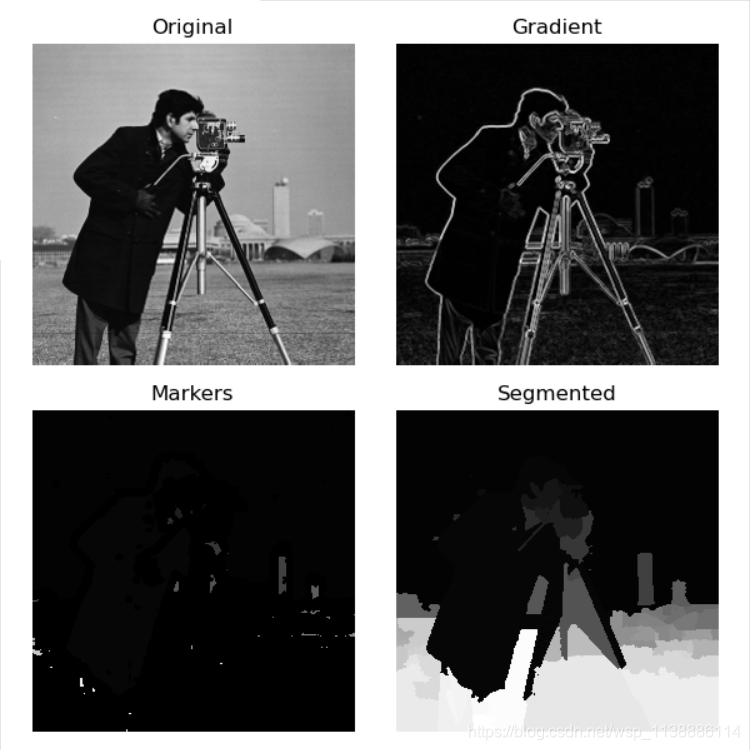 Original
Gradient
Markers
Segmented
https://blog.csdn.net/wsp_1138886114